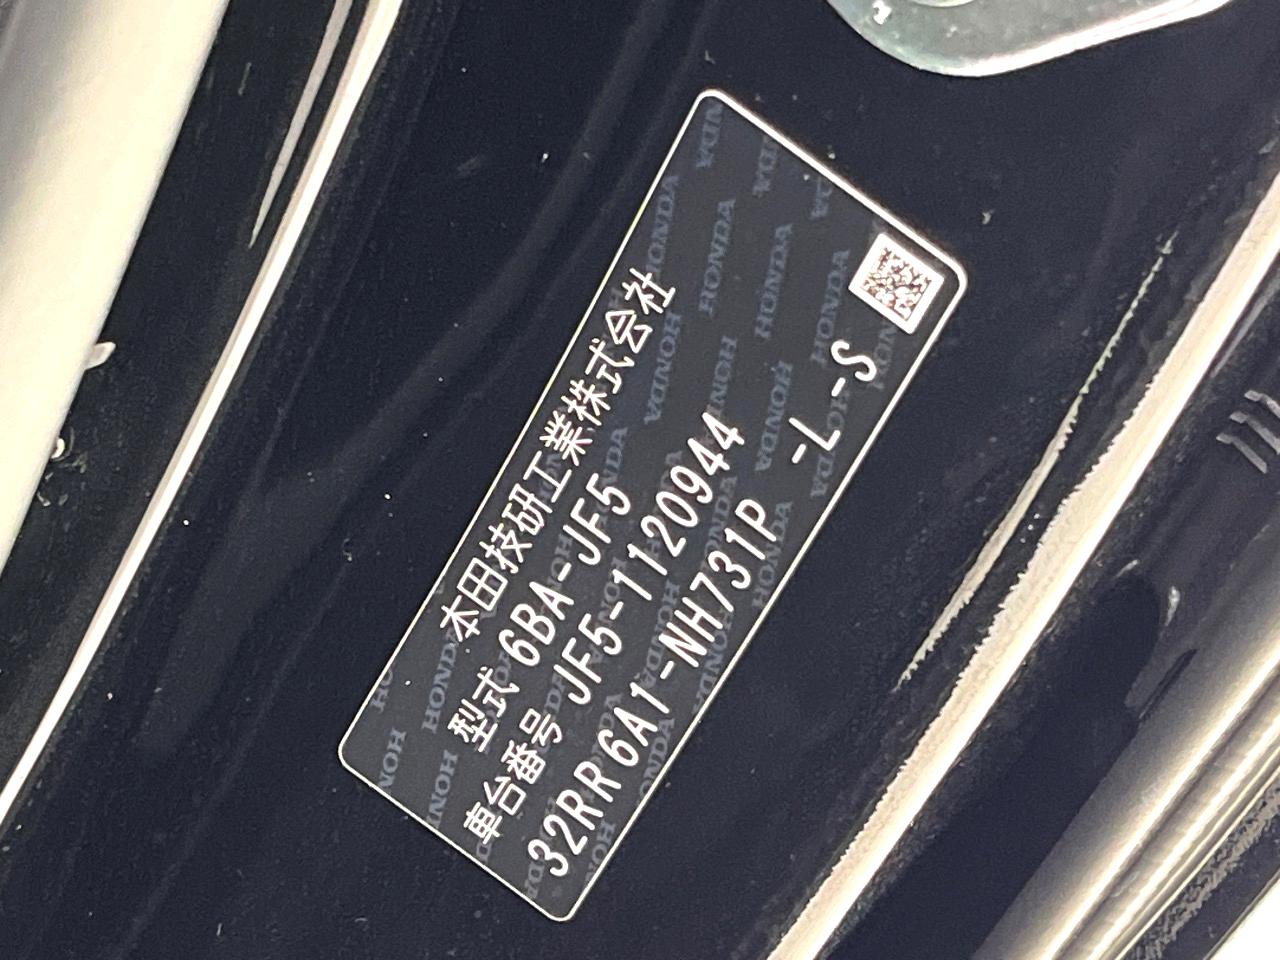 本田技研工業株式会社
型式 6BA-JF5
車台番号 JF5-1120944
32RR6A1-NH731P -L-S